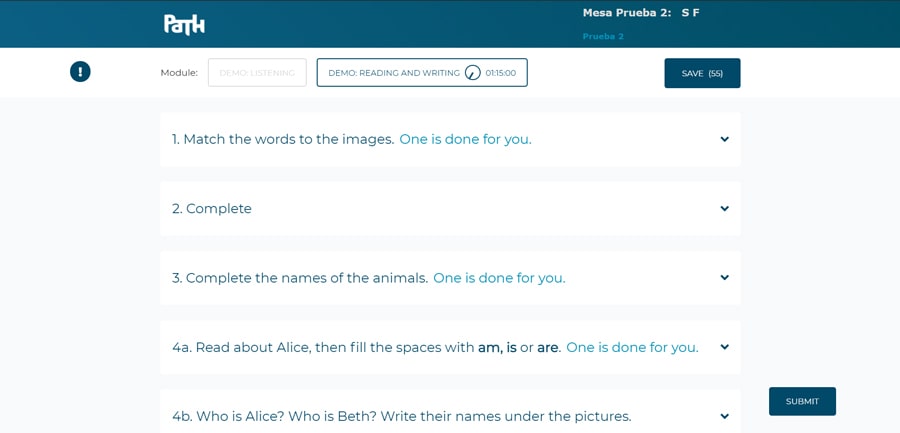 Path
Mesa Prueba 2: S F
Prueba 2
Module:
DEMO: LISTENING
DEMO: READING AND WRITING 01:15:00
SAVE (55)
1. Match the words to the images. One is done for you.
2. Complete
3. Complete the names of the animals. One is done for you.
4a. Read about Alice, then fill the spaces with am, is or are. One is done for you.
4b. Who is Alice? Who is Beth? Write their names under the pictures.
SUBMIT